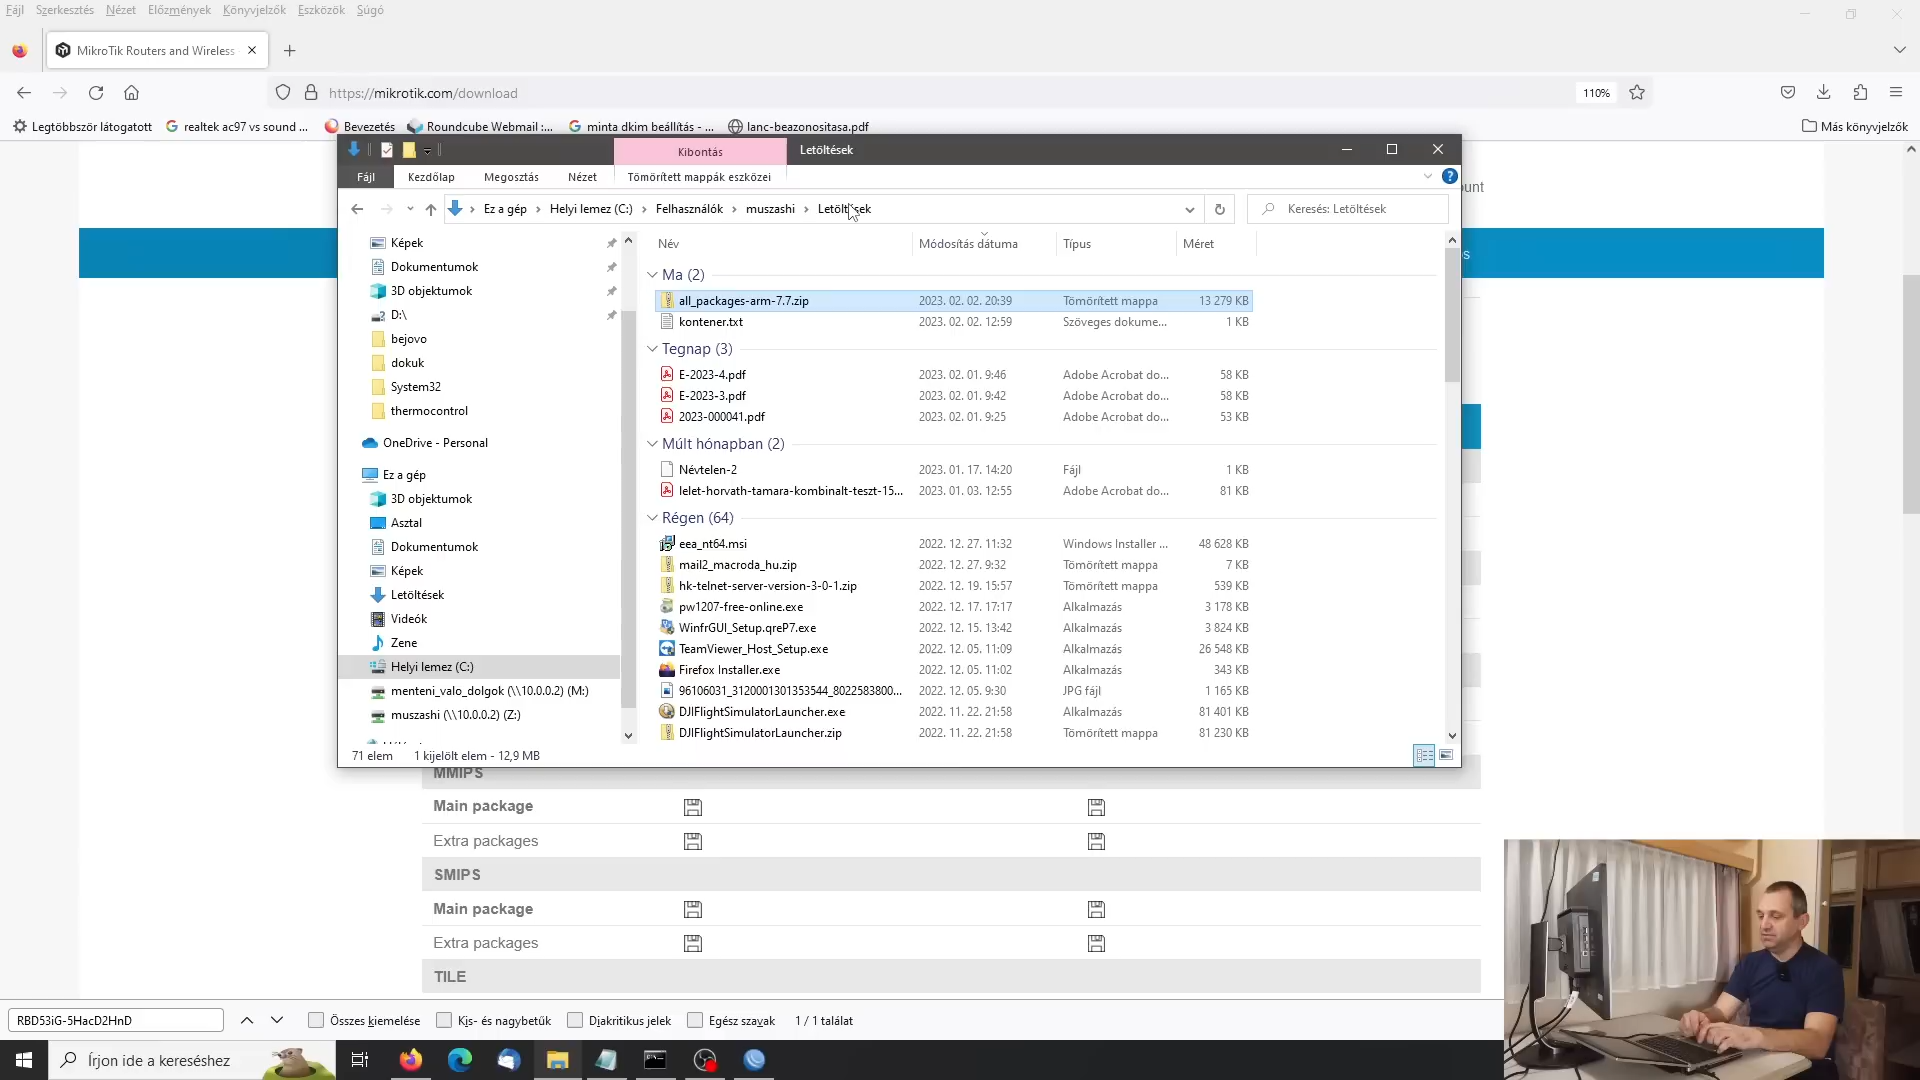 Fájl Szerkesztés Nézet Előzmények Könyvjelzők Eszközök Súgó
MikroTik Routers and Wireless
https://mikrotik.com/download 110%
Legtöbbször látogatott realtek ac97 vs sound ... Bevezetés Roundcube Webmail :... minta dkim beállítás - ... lanc-beazonositasa.pdf Más könyvjelzők
Kibontás Letöltések
Fájl Kezdőlap Megosztás Nézet Tömörített mappák eszközei
unt
Ez a gép Helyi lemez (C:) Felhasználók muszashi Letöltések Keresés: Letöltések
Képek
Dokumentumok
3D objektumok
D:\
bejovo
dokuk
System32
thermocontrol
OneDrive - Personal
Ez a gép
3D objektumok
Asztal
Dokumentumok
Képek
Letöltések
Videók
Zene
Helyi lemez (C:)
menteni_valo_dolgok (\\10.0.0.2) (M:)
muszashi (\\10.0.0.2) (Z:)
Név Módosítás dátuma Típus Méret
s
Ma (2)
all_packages-arm-7.7.zip 2023. 02. 02. 20:39 Tömörített mappa 13 279 KB
kontener.txt 2023. 02. 02. 12:59 Szöveges dokume... 1 KB
Tegnap (3)
E-2023-4.pdf 2023. 02. 01. 9:46 Adobe Acrobat do... 58 KB
E-2023-3.pdf 2023. 02. 01. 9:42 Adobe Acrobat do... 58 KB
2023-000041.pdf 2023. 02. 01. 9:25 Adobe Acrobat do... 53 KB
Múlt hónapban (2)
Névtelen-2 2023. 01. 17. 14:20 Fájl 1 KB
lelet-horvath-tamara-kombinalt-teszt-15... 2023. 01. 03. 12:55 Adobe Acrobat do... 81 KB
Régen (64)
eea_nt64.msi 2022. 12. 27. 11:32 Windows Installer ... 48 628 KB
mail2_macroda_hu.zip 2022. 12. 27. 9:32 Tömörített mappa 7 KB
hk-telnet-server-version-3-0-1.zip 2022. 12. 19. 15:57 Tömörített mappa 539 KB
pw1207-free-online.exe 2022. 12. 17. 17:17 Alkalmazás 3 178 KB
WinfrGUI_Setup.qreP7.exe 2022. 12. 15. 13:42 Alkalmazás 3 824 KB
TeamViewer_Host_Setup.exe 2022. 12. 05. 11:09 Alkalmazás 26 548 KB
Firefox Installer.exe 2022. 12. 05. 11:02 Alkalmazás 343 KB
96106031_3120001301353544_8022583800... 2022. 12. 05. 9:30 JPG fájl 1 165 KB
DJIFlightSimulatorLauncher.exe 2022. 11. 22. 21:58 Alkalmazás 81 401 KB
DJIFlightSimulatorLauncher.zip 2022. 11. 22. 21:58 Tömörített mappa 81 230 KB
71 elem 1 kijelölt elem - 12,9 MB
MMIPS
Main package
Extra packages
SMIPS
Main package
Extra packages
TILE
RBD53iG-5HacD2HnD Összes kiemelése Kis- és nagybetűk Diakritikus jelek Egész szavak 1 / 1 találat
Írjon ide a kereséshez